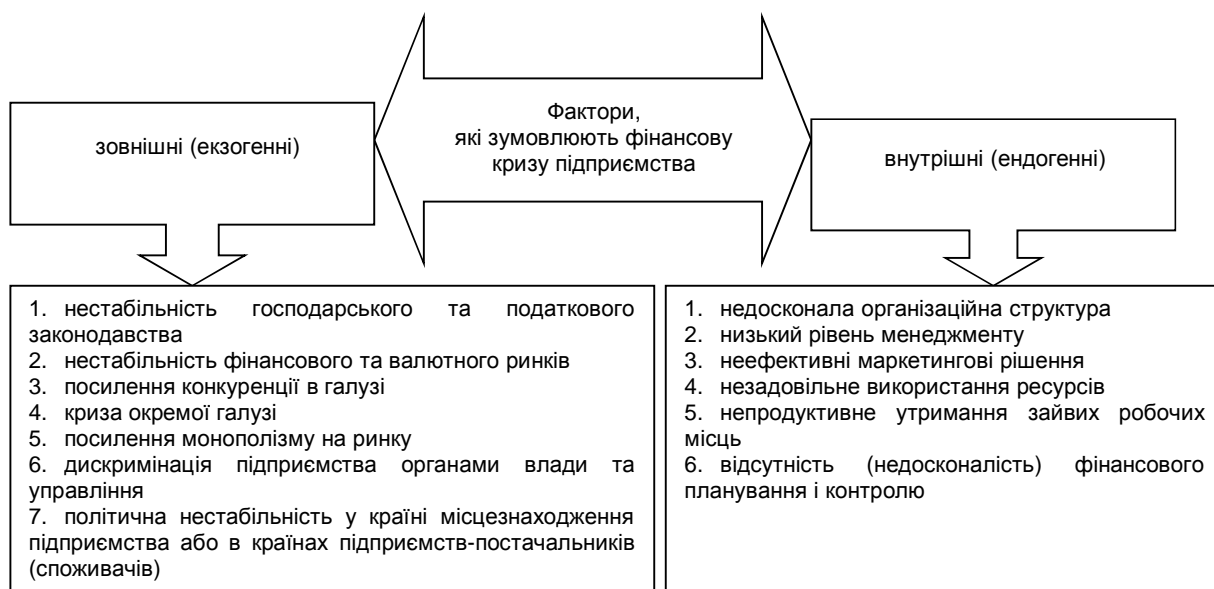 Фактори,
які зумовлюють фінансову
кризу підприємства
зовнішні (екзогенні)
внутрішні (ендогенні)
1. нестабільність господарського та податкового
законодавства
2. нестабільність фінансового та валютного ринків
3. посилення конкуренції в галузі
4. криза окремої галузі
5. посилення монополізму на ринку
6. дискримінація підприємства органами влади та
управління
7. політична нестабільність у країні місцезнаходження
підприємства або в країнах підприємств-постачальників
(споживачів)
1. недосконала організаційна структура
2. низький рівень менеджменту
3. неефективні маркетингові рішення
4. незадовільне використання ресурсів
5. непродуктивне утримання зайвих робочих
місць
6. відсутність (недосконалість) фінансового
планування і контролю